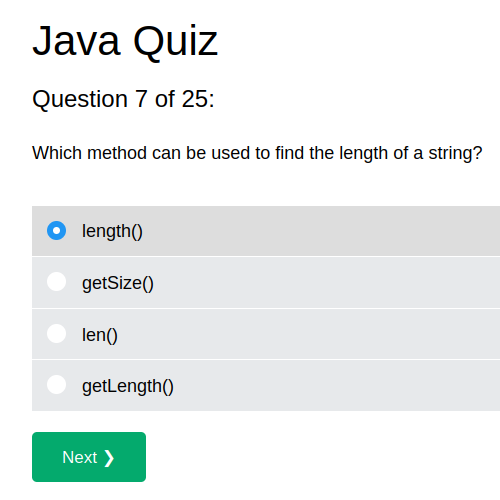 Java Quiz
Question 7 of 25:
Which method can be used to find the length of a string?
length()
getSize()
len()
getLength()
Next ❯